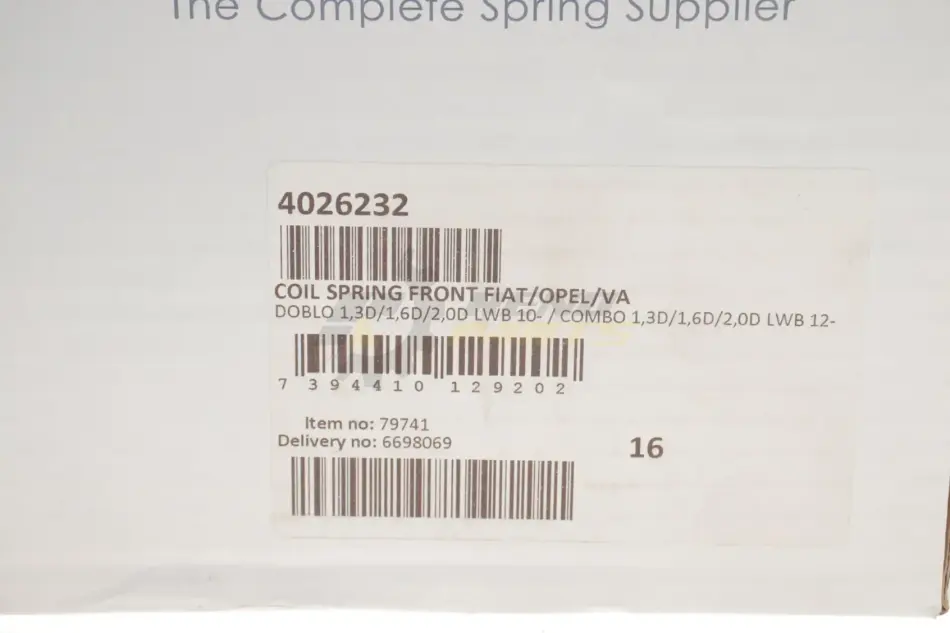 The Complete Spring Supplier
4026232
COIL SPRING FRONT FIAT/OPEL/VA
DOBLO 1,3D/1,6D/2,0D LWB 10- / COMBO 1,3D/1,6D/2,0D LWB 12-
7 394410 129202
Item no: 79741
Delivery no: 6698069
16